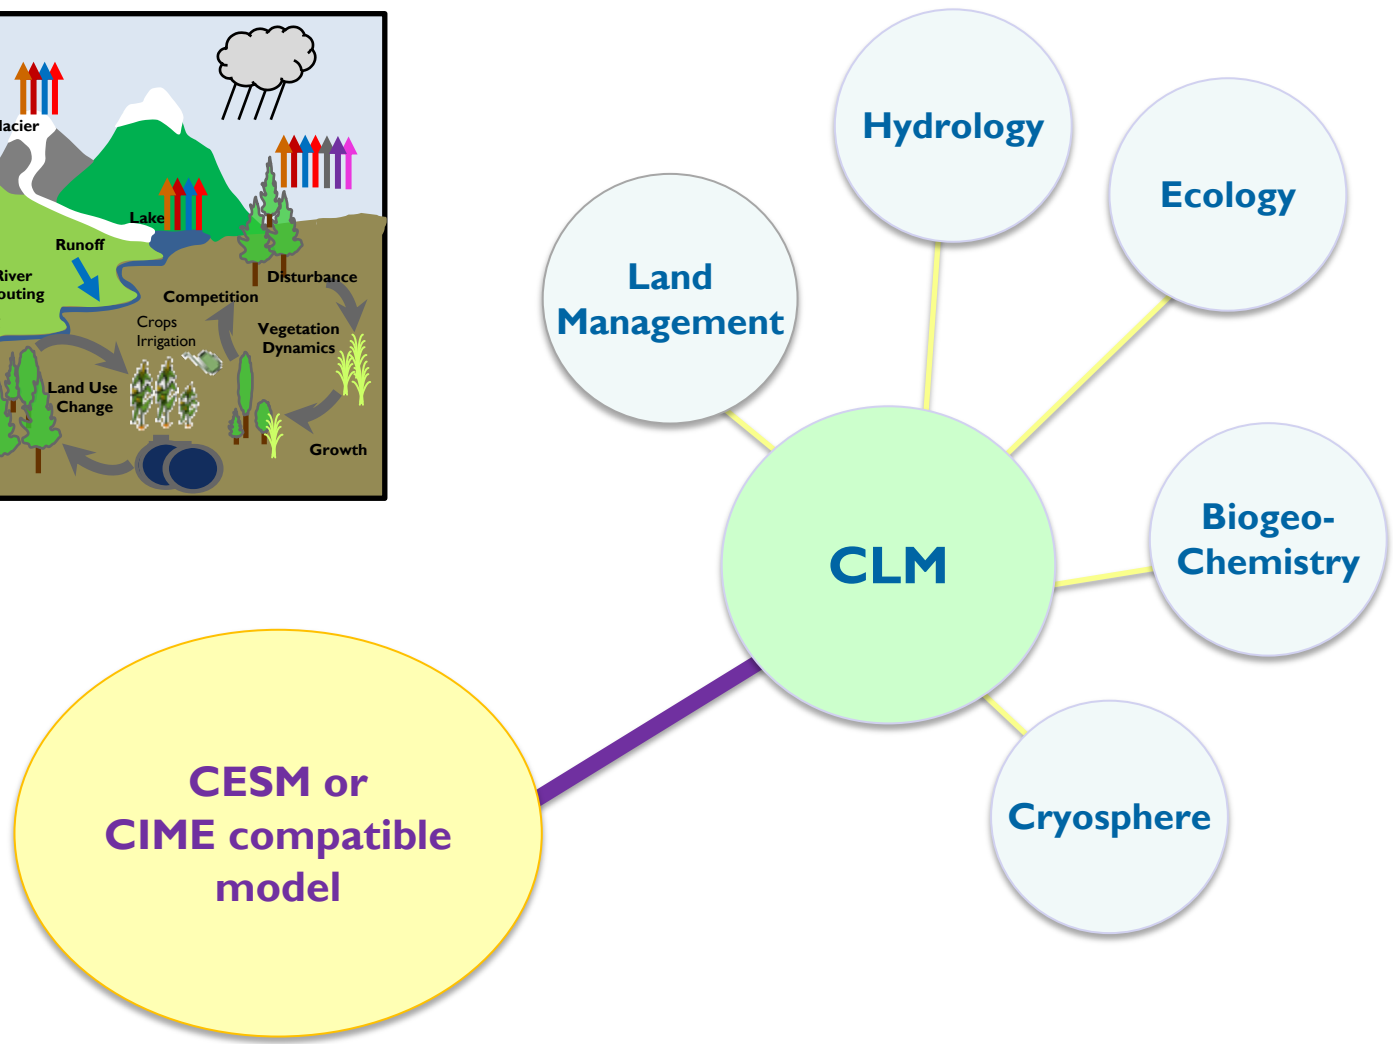 lacier
Lake
Runoff
River
outing
Disturbance
Competition
Crops
Irrigation
Vegetation
Dynamics
Land Use
Change
Growth
Hydrology
Ecology
Land
Management
Biogeo-
Chemistry
CLM
Cryosphere
CESM or
CIME compatible
model